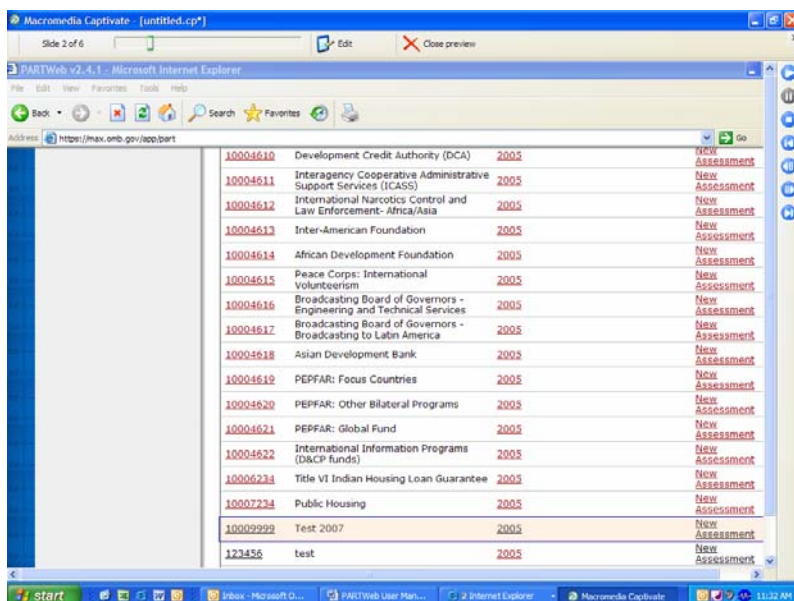 Macromedia Captivate - [untitled.cp*]
Slide 2 of 6 Edit Close preview
PARTWeb v2.4.1 - Microsoft Internet Explorer
File Edit View Favorites Tools Help
Back Search Favorites
Address https://max.omb.gov/app/part Go
10004610 Development Credit Authority (DCA) 2005 New Assessment
10004611 Interagency Cooperative Administrative Support Services (ICASS) 2005 New Assessment
10004612 International Narcotics Control and Law Enforcement- Africa/Asia 2005 New Assessment
10004613 Inter-American Foundation 2005 New Assessment
10004614 African Development Foundation 2005 New Assessment
10004615 Peace Corps: International Volunteerism 2005 New Assessment
10004616 Broadcasting Board of Governors - Engineering and Technical Services 2005 New Assessment
10004617 Broadcasting Board of Governors - Broadcasting to Latin America 2005 New Assessment
10004618 Asian Development Bank 2005 New Assessment
10004619 PEPFAR: Focus Countries 2005 New Assessment
10004620 PEPFAR: Other Bilateral Programs 2005 New Assessment
10004621 PEPFAR: Global Fund 2005 New Assessment
10004622 International Information Programs (D&CP funds) 2005 New Assessment
10006234 Title VI Indian Housing Loan Guarantee 2005 New Assessment
10007234 Public Housing 2005 New Assessment
10009999 Test 2007 2005 New Assessment
123456 test 2005 New Assessment
start Inbox - Microsoft O... PARTWeb User Man... 2 Internet Explorer Macromedia Captivate 11:32 AM